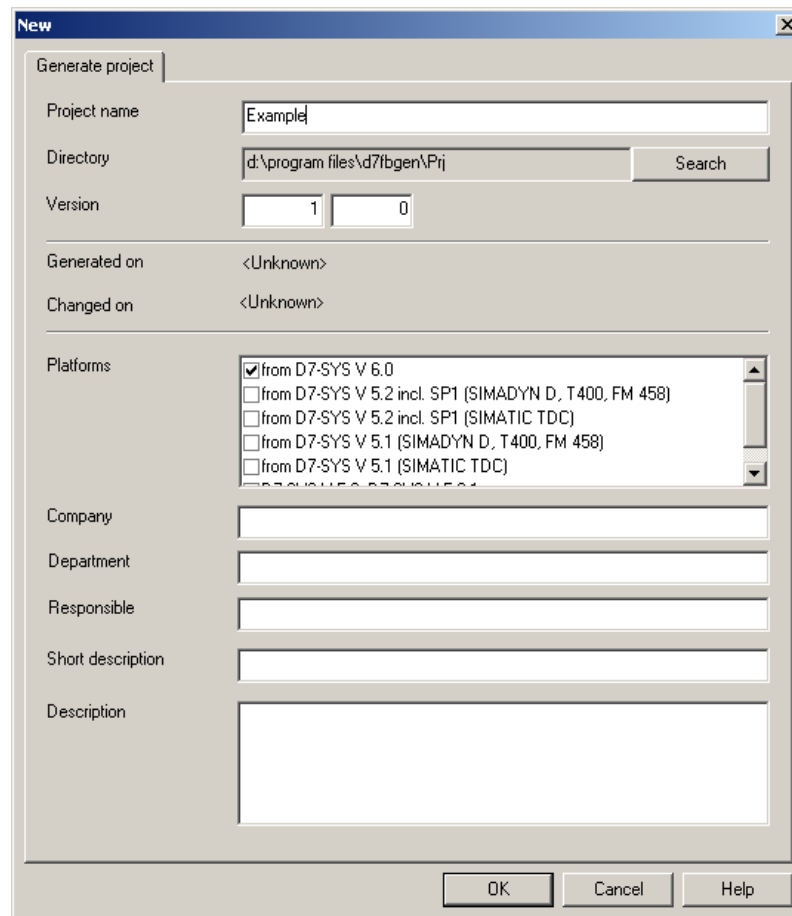 New
Generate project
Project name Example
Directory d:\program files\d7fbgen\Prj Search
Version 1 0
Generated on <Unknown>
Changed on <Unknown>
Platforms from D7-SYS V 6.0
from D7-SYS V 5.2 incl. SP1 (SIMADYN D, T400, FM 458)
from D7-SYS V 5.2 incl. SP1 (SIMATIC TDC)
from D7-SYS V 5.1 (SIMADYN D, T400, FM 458)
from D7-SYS V 5.1 (SIMATIC TDC)
Company
Department
Responsible
Short description
Description
OK Cancel Help